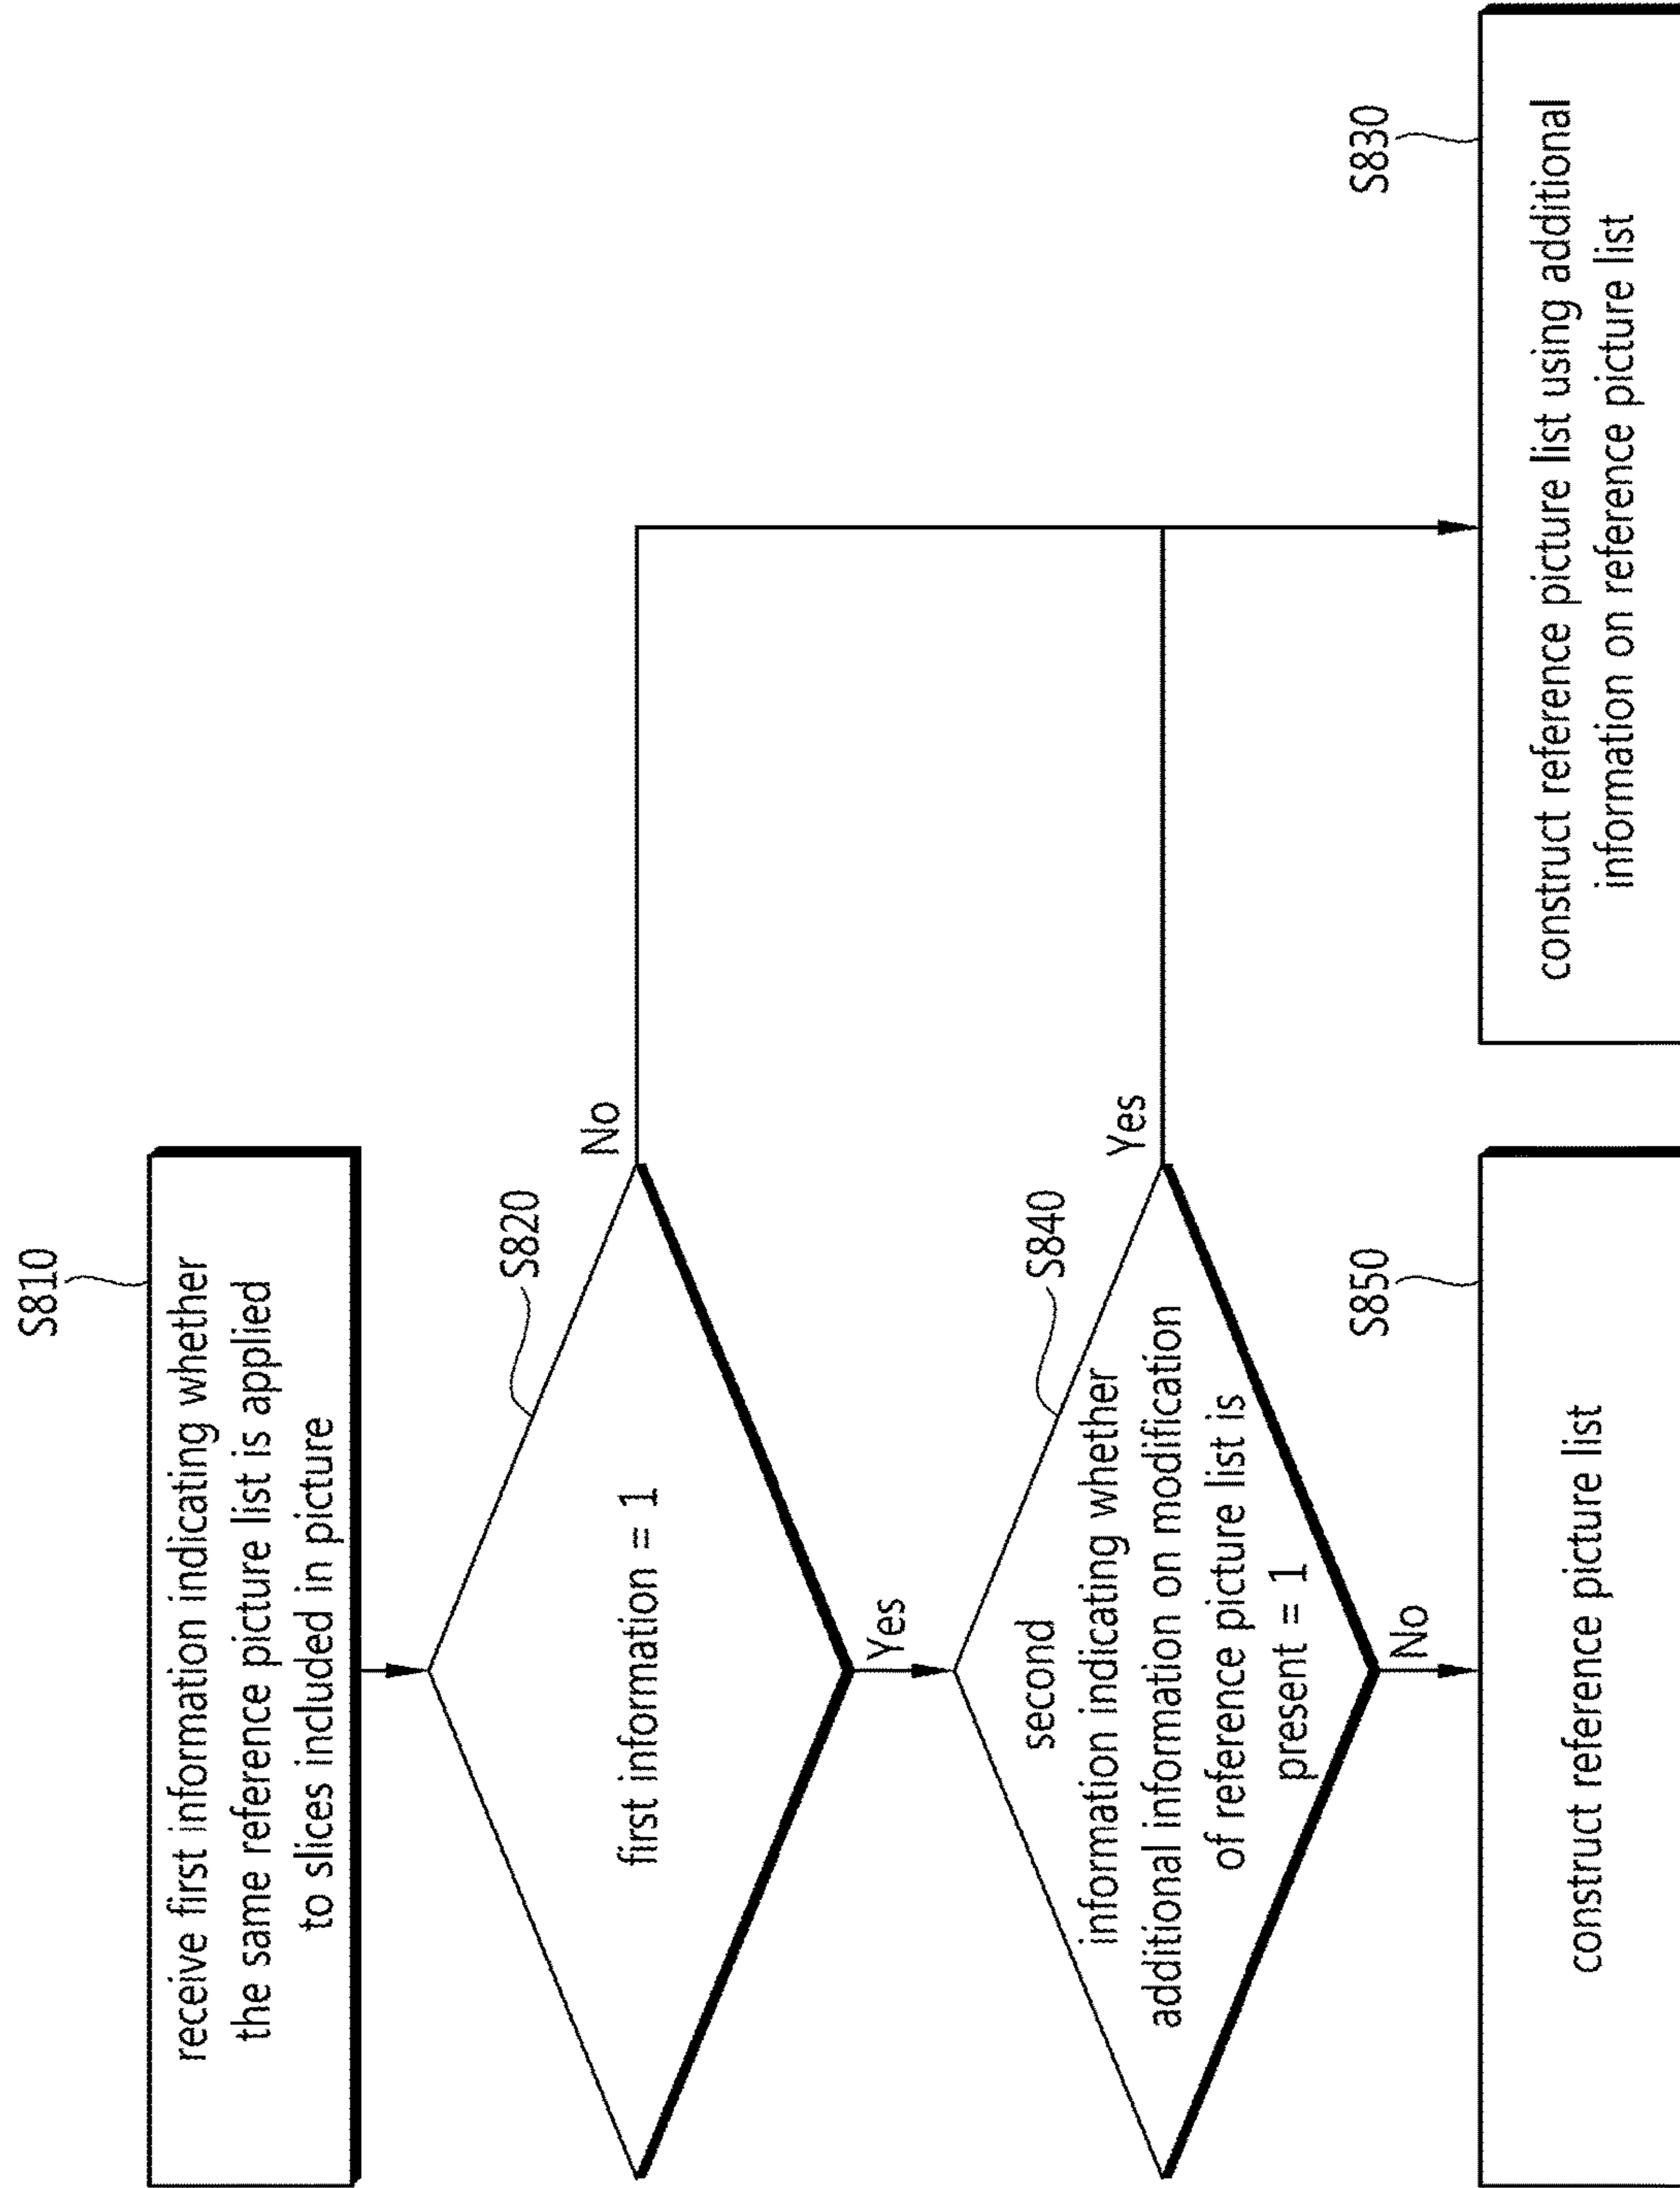 S810
receive first information indicating whether
the same reference picture list is applied
to slices included in picture
S820
first information = 1
No
Yes
S840
second
information indicating whether
additional information on modification
of reference picture list is
present = 1
Yes
No
S850
construct reference picture list
S830
construct reference picture list using additional
information on reference picture list